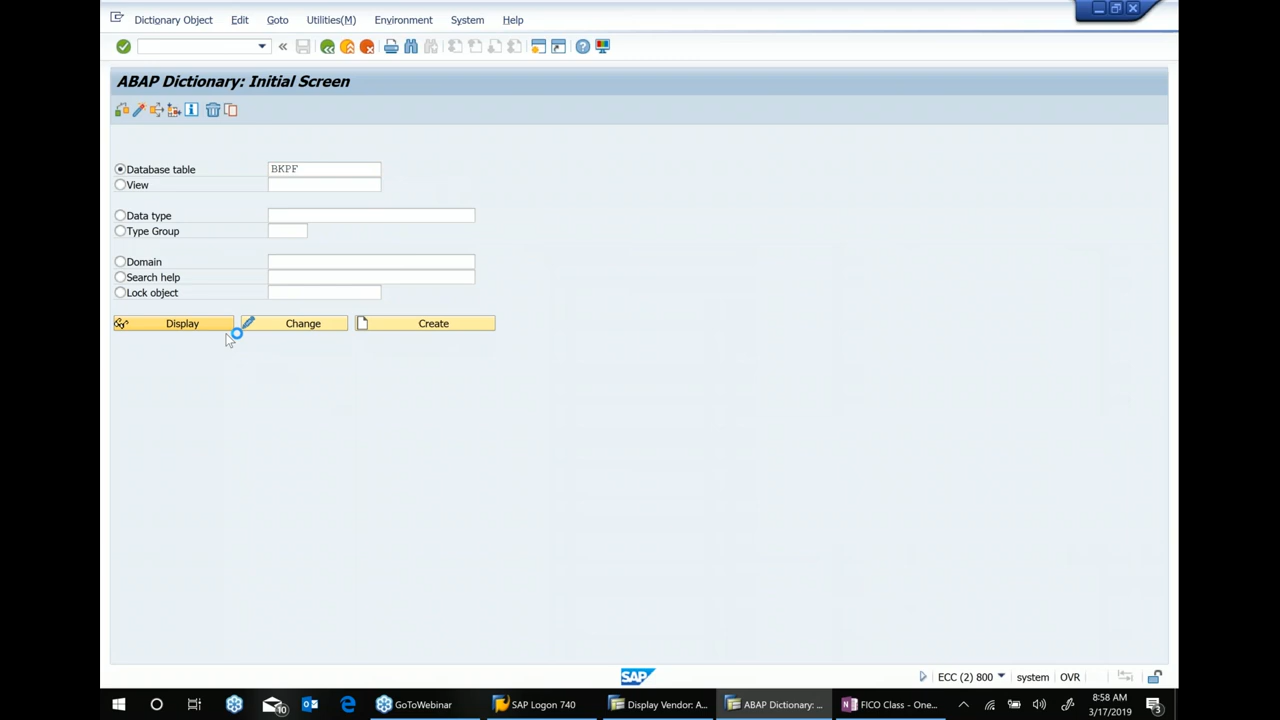 Dictionary Object Edit Goto Utilities(M) Environment System Help
ABAP Dictionary: Initial Screen
Database table BKPF
View
Data type
Type Group
Domain
Search help
Lock object
Display Change Create
SAP
ECC (2) 800 system OVR
10 GoToWebinar SAP Logon 740 Display Vendor: A... ABAP Dictionary: ... FICO Class - One... 8:58 AM
3/17/2019 3